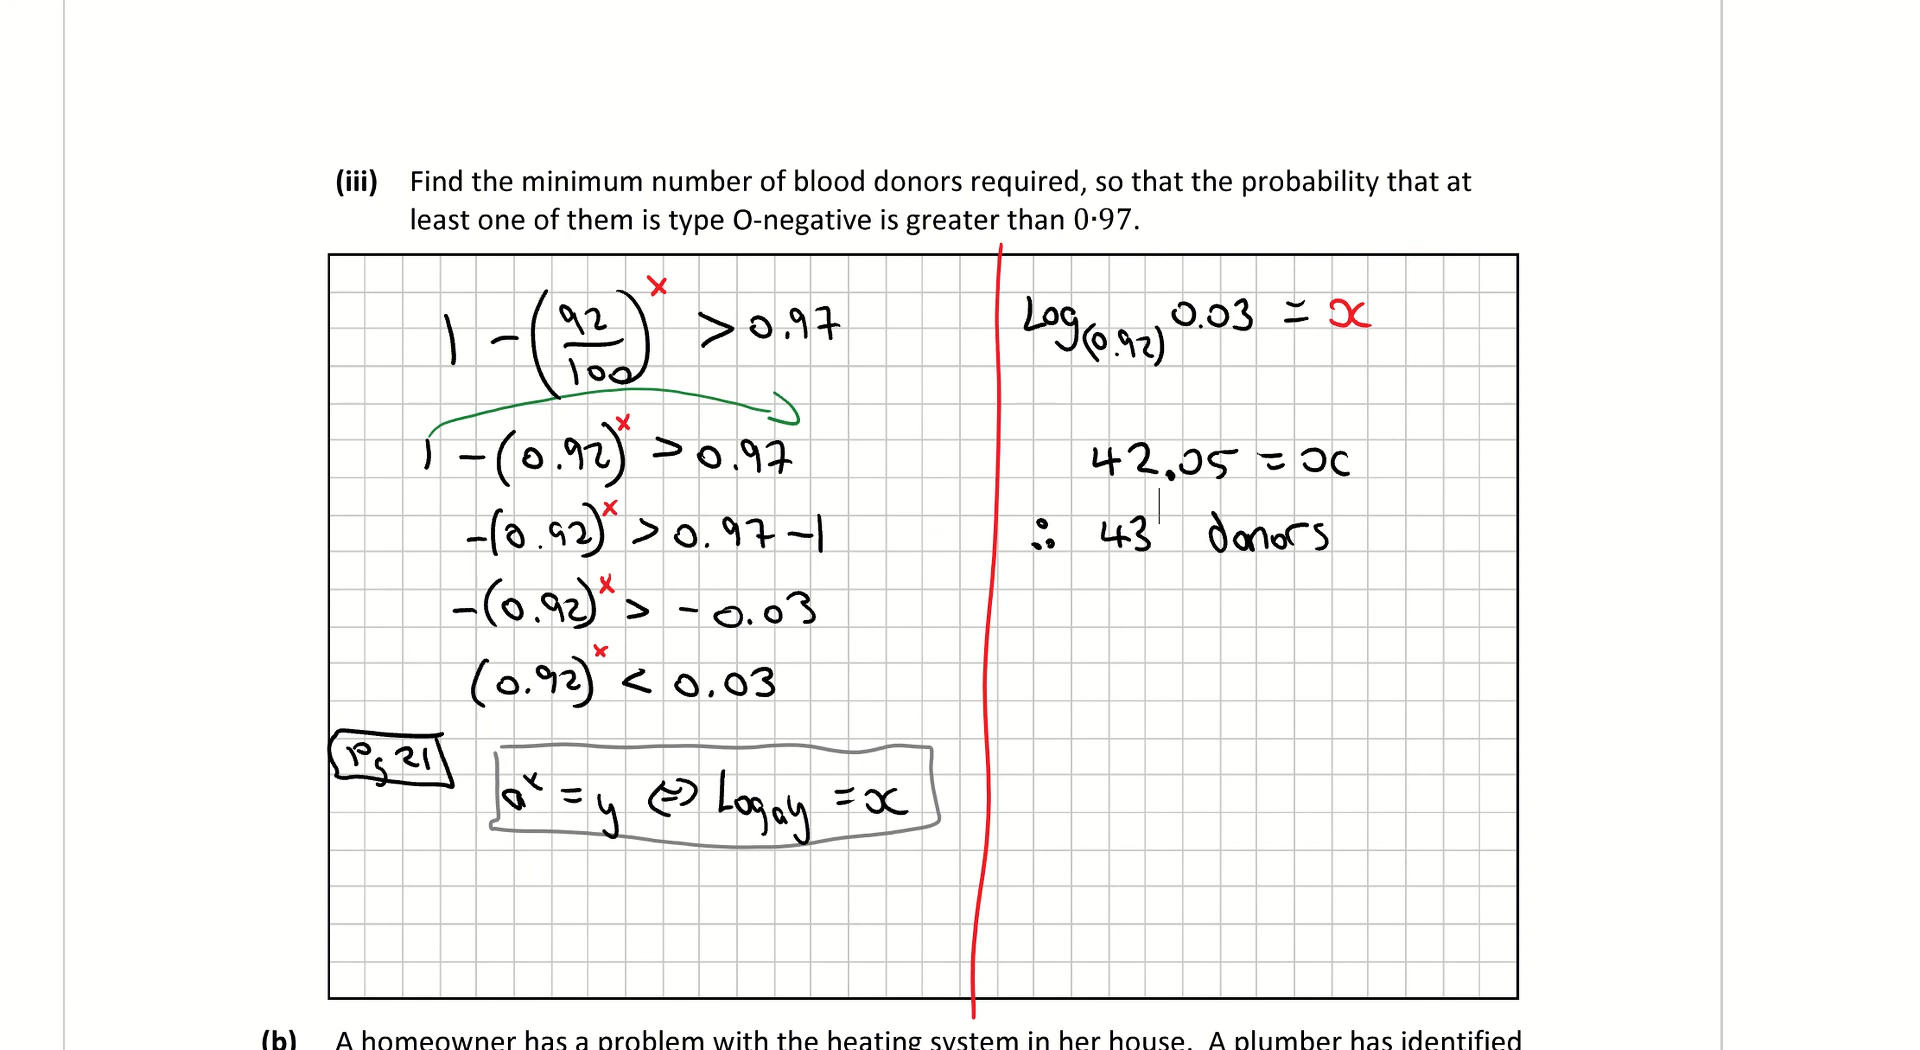 (iii) Find the minimum number of blood donors required, so that the probability that at
least one of them is type O-negative is greater than 0·97.
1 - (92/100)^x > 0.97
1 - (0.92)^x > 0.97
-(0.92)^x > 0.97 - 1
-(0.92)^x > - 0.03
(0.92)^x < 0.03
Pg 21
a^x = y ⇔ Log_a y = x
Log_(0.92) 0.03 = x
42.05 = x
∴ 43 donors
(b) A homeowner has a problem with the heating system in her house. A plumber has identified